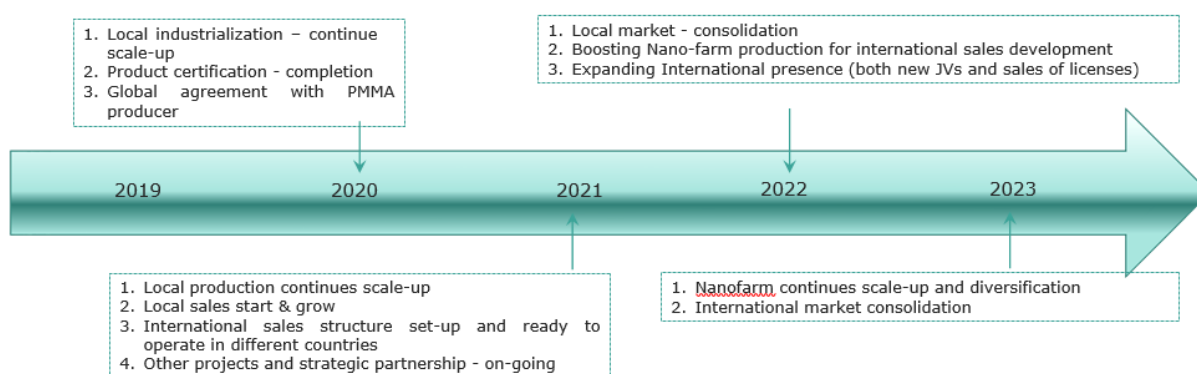 1. Local industrialization – continue
scale-up
2. Product certification - completion
3. Global agreement with PMMA
producer
1. Local market - consolidation
2. Boosting Nano-farm production for international sales development
3. Expanding International presence (both new JVs and sales of licenses)
2019
2020
2021
2022
2023
1. Local production continues scale-up
2. Local sales start & grow
3. International sales structure set-up and ready to
operate in different countries
4. Other projects and strategic partnership - on-going
1. Nanofarm continues scale-up and diversification
2. International market consolidation